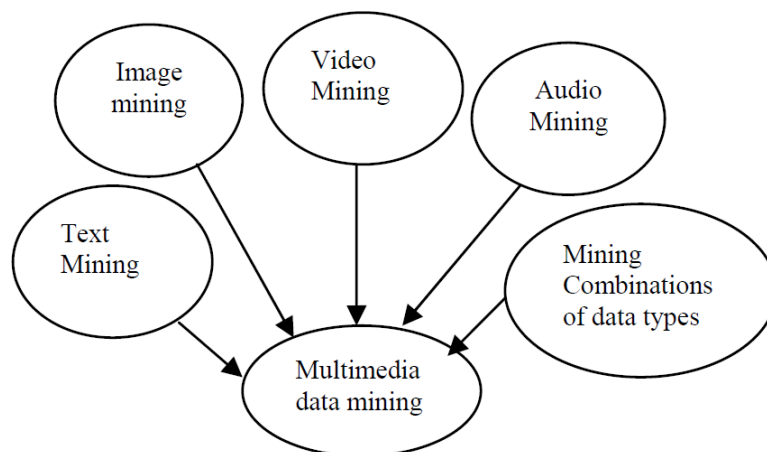 Image
mining
Video
Mining
Audio
Mining
Text
Mining
Mining
Combinations
of data types
Multimedia
data mining